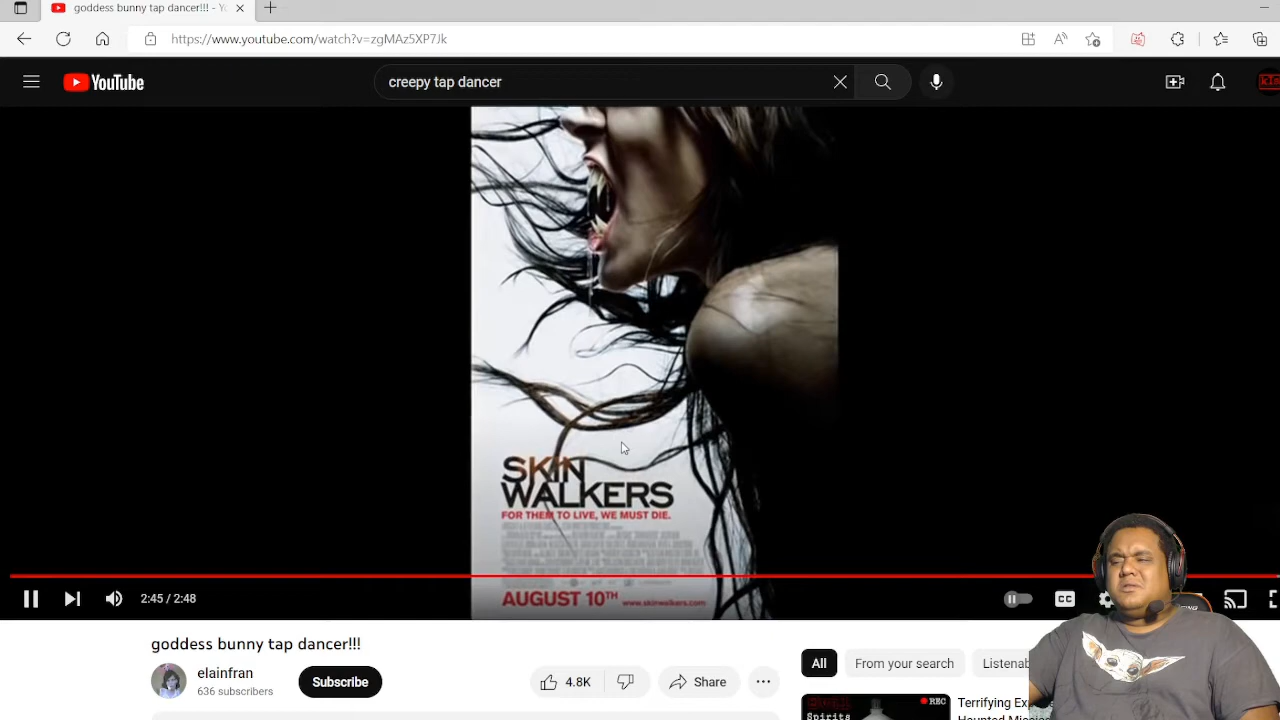 goddess bunny tap dancer!!! - Yo
https://www.youtube.com/watch?v=zgMAz5XP7Jk
YouTube
creepy tap dancer
SKIN
WALKERS
FOR THEM TO LIVE, WE MUST DIE.
AUGUST 10TH www.skinwalkers.com
2:45 / 2:48
CC
goddess bunny tap dancer!!!
elainfran
636 subscribers
Subscribe
4.8K
Share
All
From your search
Listenab
Spirits
REC
Terrifying Ex
Haunted Mi